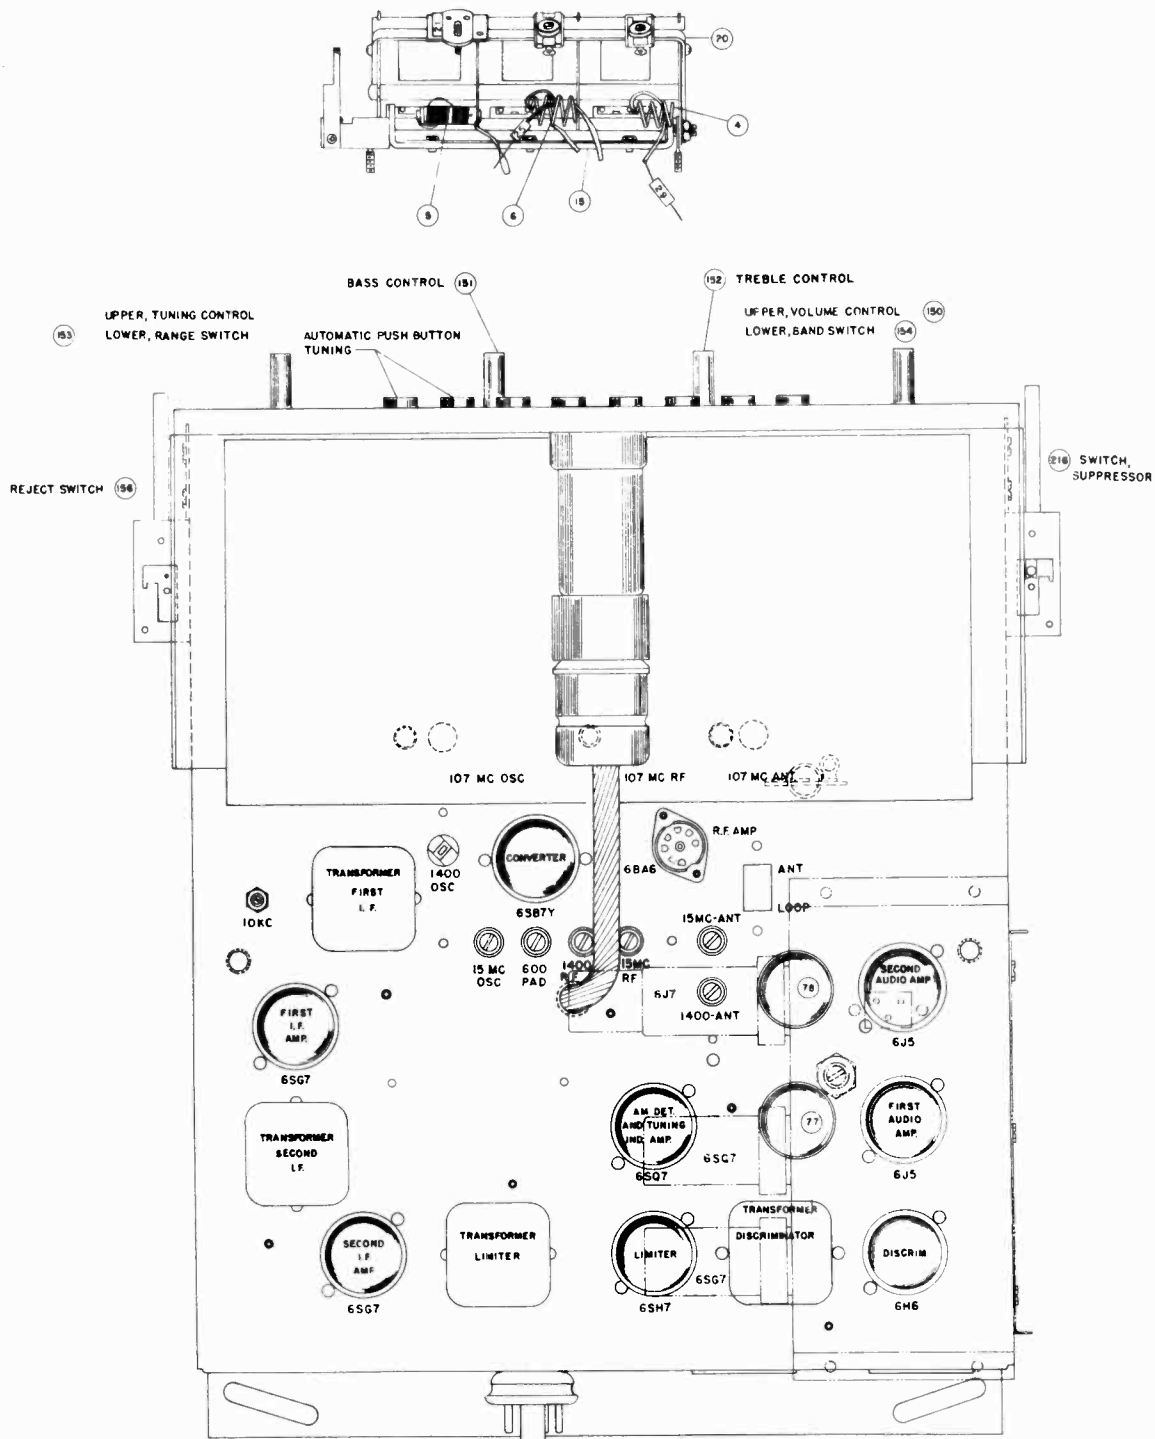 20
4
29
5
6
15
BASS CONTROL 151
152 TREBLE CONTROL
UPPER, TUNING CONTROL
153 LOWER, RANGE SWITCH
AUTOMATIC PUSH BUTTON
TUNING
UPPER, VOLUME CONTROL 150
LOWER, BAND SWITCH 154
REJECT SWITCH 156
216 SWITCH,
SUPPRESSOR
107 MC OSC
107 MC RF
107 MC ANT
TRANSFORMER
FIRST
I. F.
1400
OSC
CONVERTER
6SB7Y
6BA6
R.F. AMP
ANT
LOOP
10KC
15 MC
OSC
600
PAD
1400
R.F.
15MC
RF
15MC-ANT
6J7
1400-ANT
78
SECOND
AUDIO AMP
6J5
FIRST
I.F.
AMP.
6SG7
AM DET.
AND TUNING
IND. AMP.
6SQ7
6SG7
77
FIRST
AUDIO
AMP.
6J5
TRANSFORMER
SECOND
I.F.
SECOND
I.F.
AMP.
6SG7
TRANSFORMER
LIMITER
LIMITER
6SH7
6SG7
TRANSFORMER
DISCRIMINATOR
DISCRIM
6H6